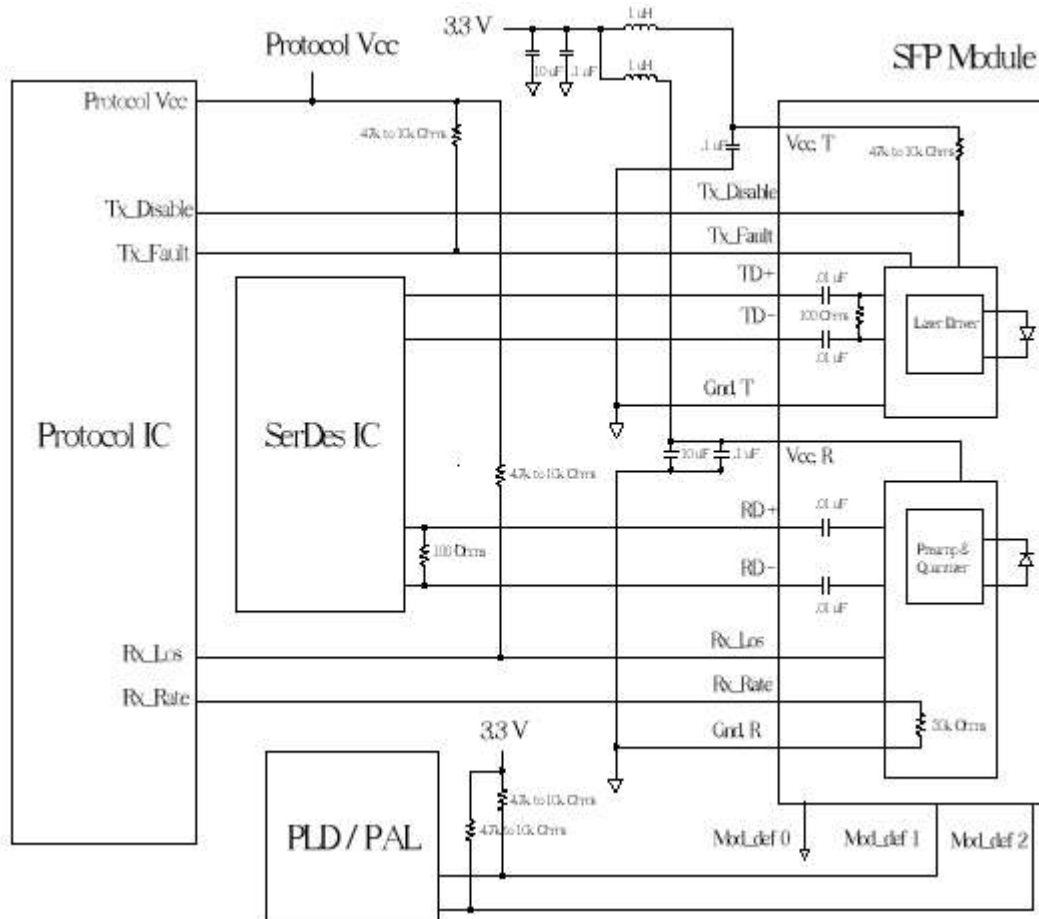 .1 uH
3.3 V
Protocol Vcc
10 uF
.1 uF
1 uH
SFP Module
Protocol Vcc
4.7k to 10k Ohms
.1 uF
Vcc, T
4.7k to 10k Ohms
Tx_Disable
Tx_Disable
Tx_Fault
Tx_Fault
TD+
.01 uF
TD-
100 Ohms
Laser Driver
.01 uF
Gnd, T
Protocol IC
SerDes IC
10 uF
.1 uF
Vcc, R
4.7k to 10k Ohms
.01 uF
RD+
100 Ohms
Preamp &
Quantizer
RD-
.01 uF
Rx_Los
Rx_Los
Rx_Rate
Rx_Rate
3.3 V
Gnd, R
30k Ohms
4.7k to 10k Ohms
4.7k to 10k Ohms
PLD / PAL
Mod_def 0
Mod_def 1
Mod_def 2